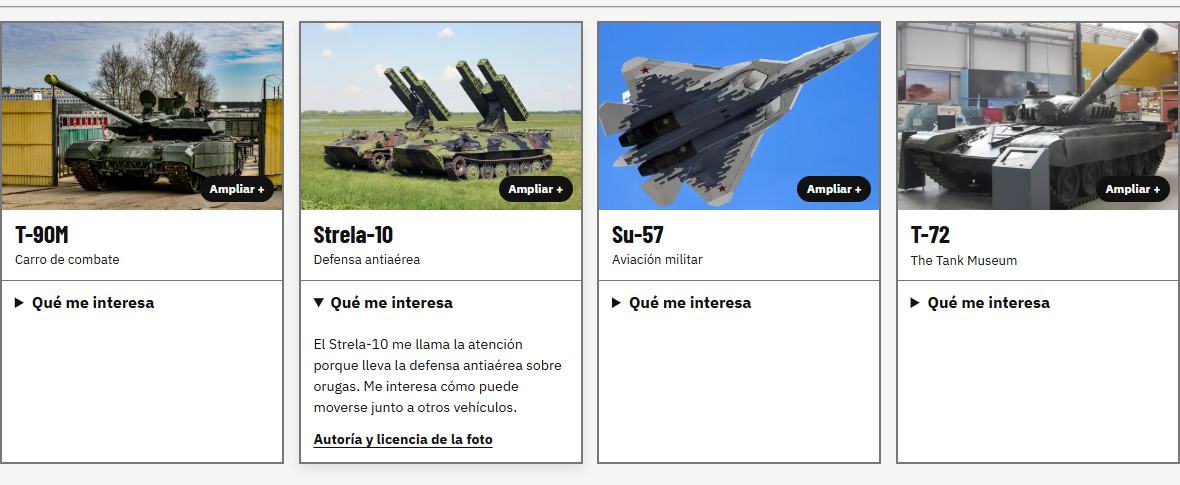 Ampliar +
T-90M
Carro de combate
▶ Qué me interesa
Ampliar +
Strela-10
Defensa antiaérea
▼ Qué me interesa
El Strela-10 me llama la atención
porque lleva la defensa antiaérea sobre
orugas. Me interesa cómo puede
moverse junto a otros vehículos.
Autoría y licencia de la foto
Ampliar +
Su-57
Aviación militar
▶ Qué me interesa
Ampliar +
T-72
The Tank Museum
▶ Qué me interesa